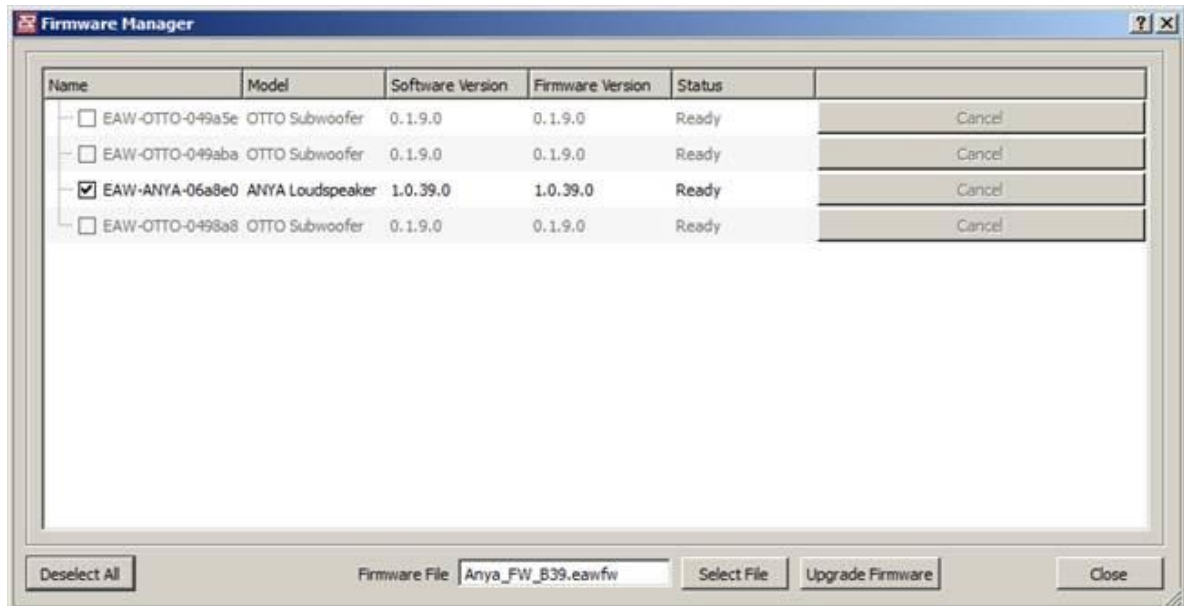 Firmware Manager
Name Model Software Version Firmware Version Status
EAW-OTTO-049a5e OTTO Subwoofer 0.1.9.0 0.1.9.0 Ready Cancel
EAW-OTTO-049aba OTTO Subwoofer 0.1.9.0 0.1.9.0 Ready Cancel
EAW-ANYA-06a8e0 ANYA Loudspeaker 1.0.39.0 1.0.39.0 Ready Cancel
EAW-OTTO-0498a8 OTTO Subwoofer 0.1.9.0 0.1.9.0 Ready Cancel
Deselect All Firmware File Anya_FW_B39.eawfw Select File Upgrade Firmware Close